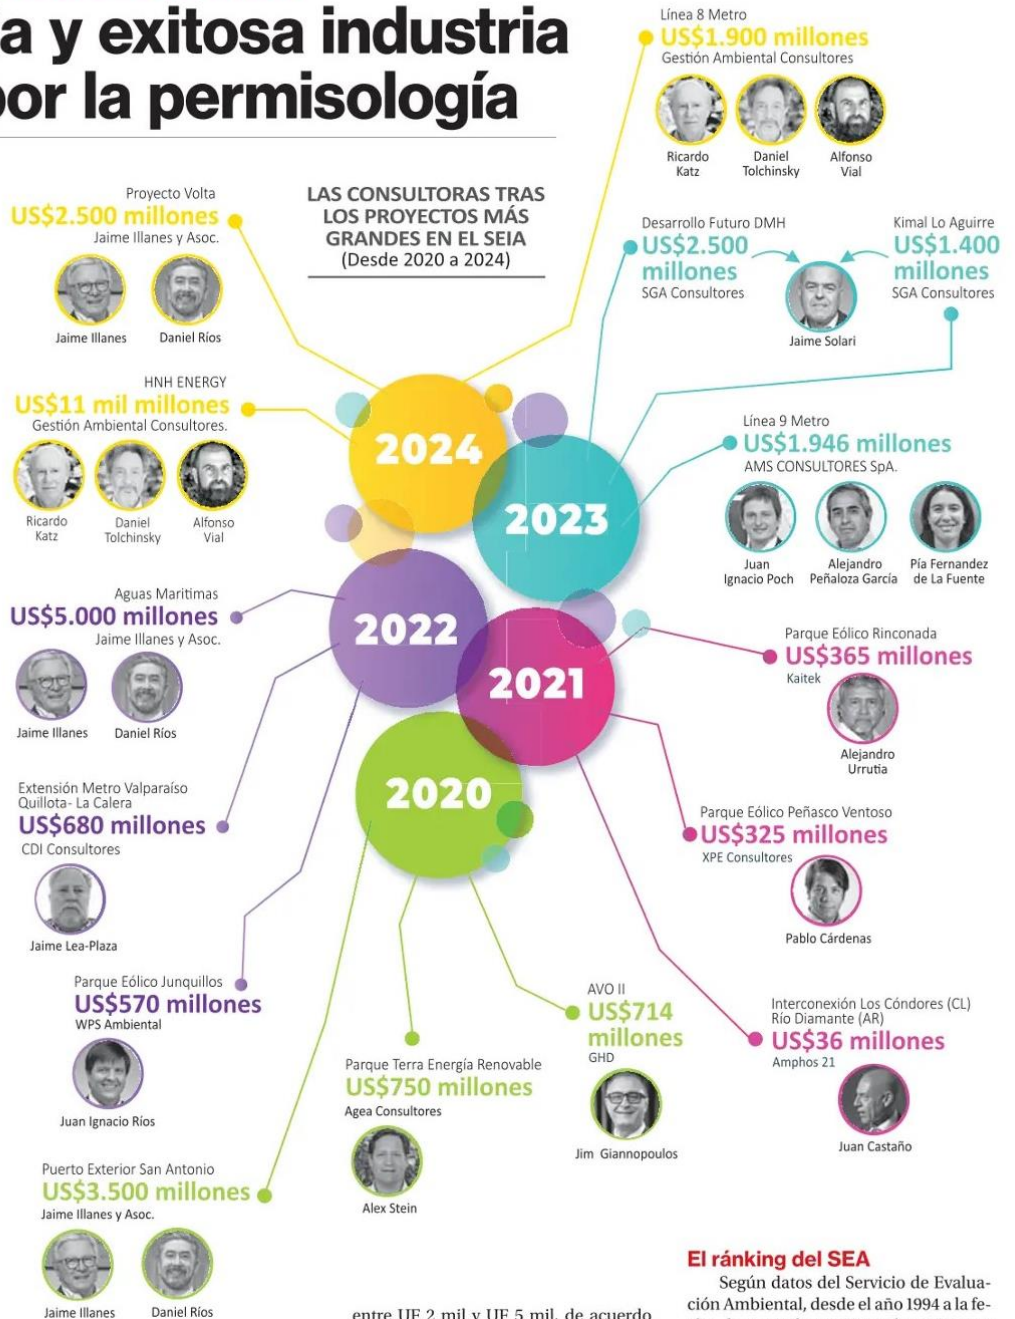 a y exitosa industria
por la permisología
LAS CONSULTORAS TRAS
LOS PROYECTOS MÁS
GRANDES EN EL SEIA
(Desde 2020 a 2024)
Línea 8 Metro
US$1.900 millones
Gestión Ambiental Consultores
Ricardo
Katz
Daniel
Tolchinsky
Alfonso
Vial
Proyecto Volta
US$2.500 millones
Jaime Illanes y Asoc.
Jaime Illanes
Daniel Ríos
HNH ENERGY
US$11 mil millones
Gestión Ambiental Consultores.
Ricardo
Katz
Daniel
Tolchinsky
Alfonso
Vial
2024
Desarrollo Futuro DMH
US$2.500
millones
SGA Consultores
Kimal Lo Aguirre
US$1.400
millones
SGA Consultores
Jaime Solari
Línea 9 Metro
US$1.946 millones
AMS CONSULTORES SpA.
Juan
Ignacio Poch
Alejandro
Peñaloza García
Pía Fernandez
de La Fuente
2023
Aguas Maritimas
US$5.000 millones
Jaime Illanes y Asoc.
Jaime Illanes
Daniel Ríos
Extensión Metro Valparaíso
Quillota- La Calera
US$680 millones
CDI Consultores
Jaime Lea-Plaza
Parque Eólico Junquillos
US$570 millones
WPS Ambiental
Juan Ignacio Ríos
2022
Parque Eólico Rinconada
US$365 millones
Kaitek
Alejandro
Urrutia
Parque Eólico Peñasco Ventoso
US$325 millones
XPE Consultores
Pablo Cárdenas
Interconexión Los Cóndores (CL)
Río Diamante (AR)
US$36 millones
Amphos 21
Juan Castaño
2021
2020
AVO II
US$714
millones
GHD
Jim Giannopoulos
Parque Terra Energía Renovable
US$750 millones
Agea Consultores
Alex Stein
Puerto Exterior San Antonio
US$3.500 millones
Jaime Illanes y Asoc.
Jaime Illanes
Daniel Ríos
entre UF 2 mil y UF 5 mil, de acuerdo
El ránking del SEA
Según datos del Servicio de Evalua-
ción Ambiental, desde el año 1994 a la fe-